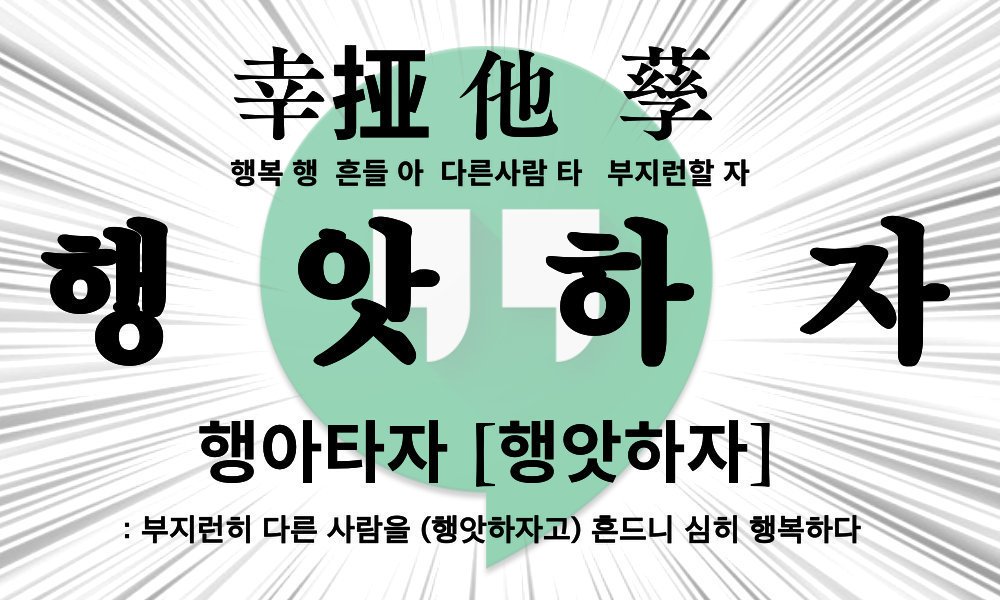 幸挜他 孶
행복 행 흔들 아 다른사람 타 부지런할 자
행 앗 하 자
행아타자 [행앗하자]
: 부지런히 다른 사람을 (행앗하자고) 흔드니 심히 행복하다